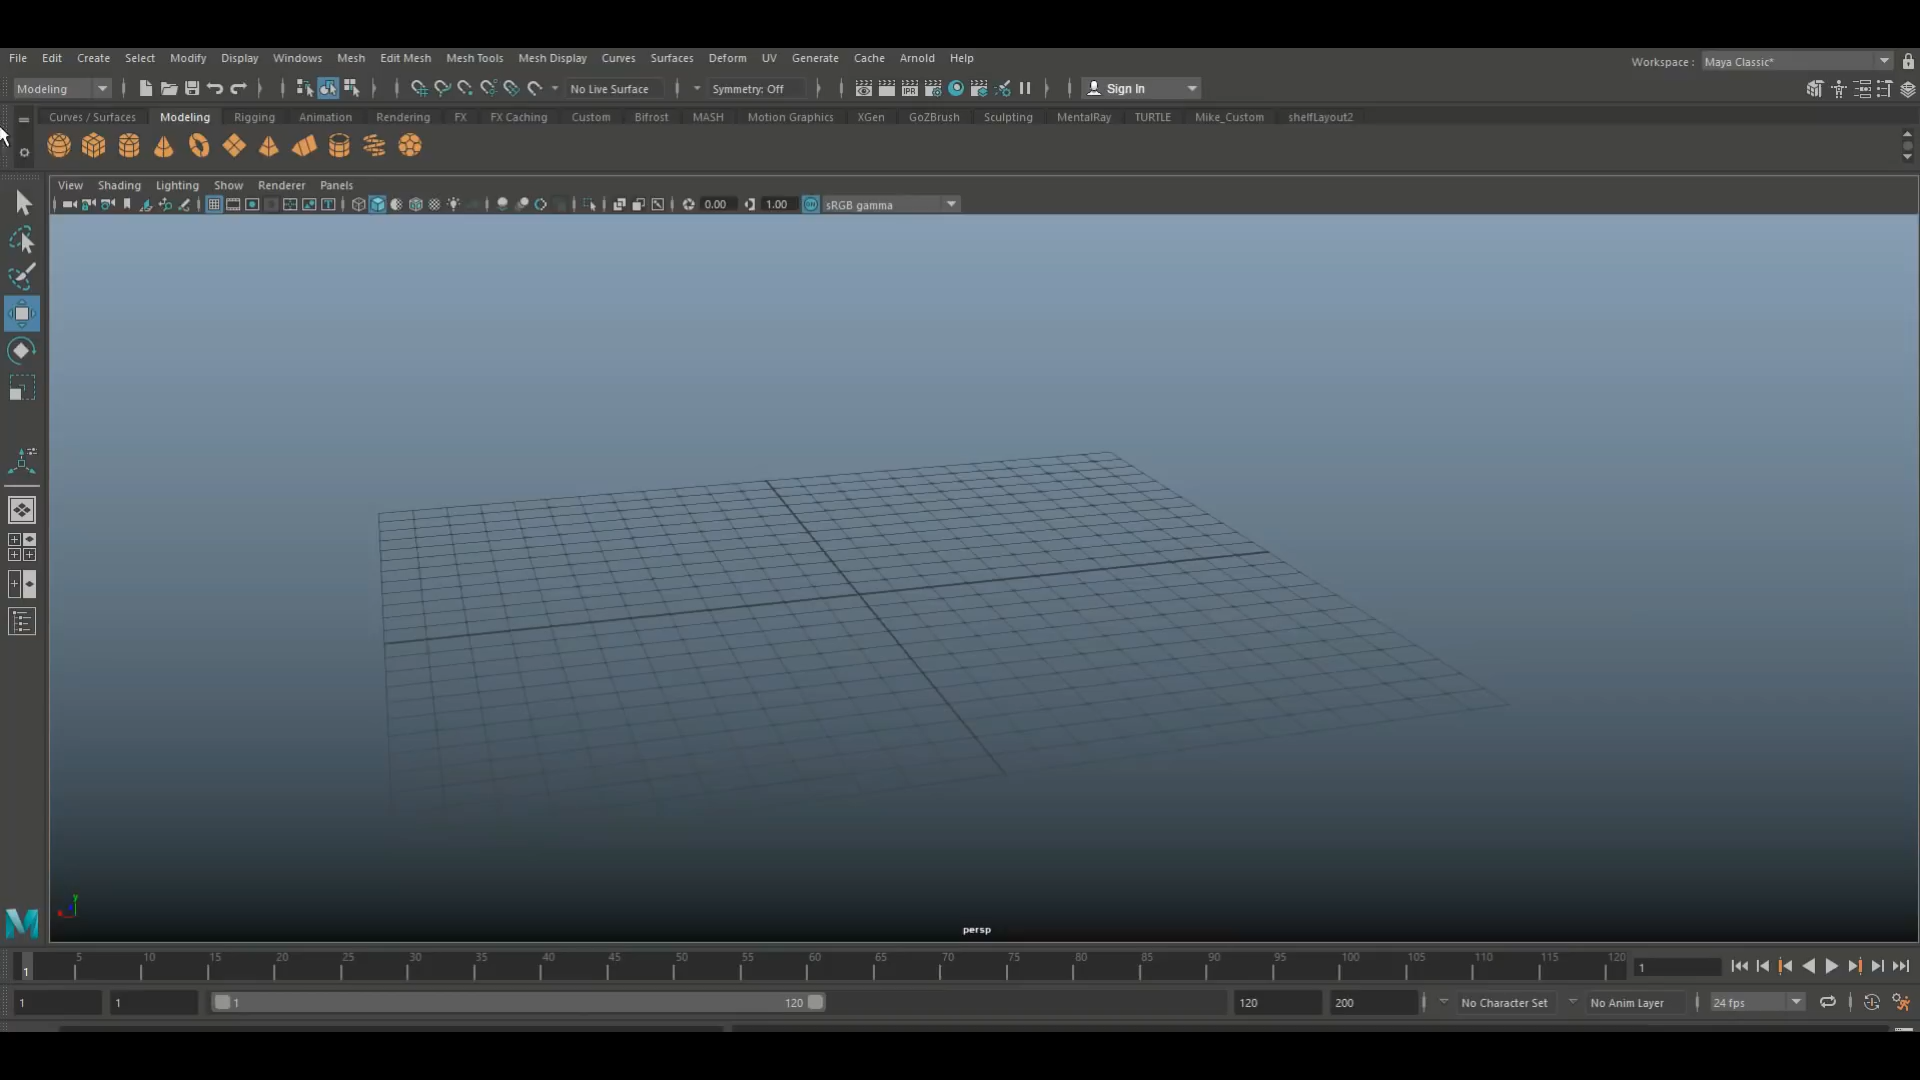 File Edit Create Select Modify Display Windows Mesh Edit Mesh Mesh Tools Mesh Display Curves Surfaces Deform UV Generate Cache Arnold Help Workspace : Maya Classic*
Modeling No Live Surface Symmetry: Off IPR Sign In
Curves / Surfaces Modeling Rigging Animation Rendering FX FX Caching Custom Bifrost MASH Motion Graphics XGen GoZBrush Sculpting MentalRay TURTLE Mike_Custom shelfLayout2
View Shading Lighting Show Renderer Panels
0.00 1.00 sRGB gamma
y
persp
5 10 15 20 25 30 35 40 45 50 55 60 65 70 75 80 85 90 95 100 105 110 115 120
1 1
1 1 1 120 120 200 No Character Set No Anim Layer 24 fps